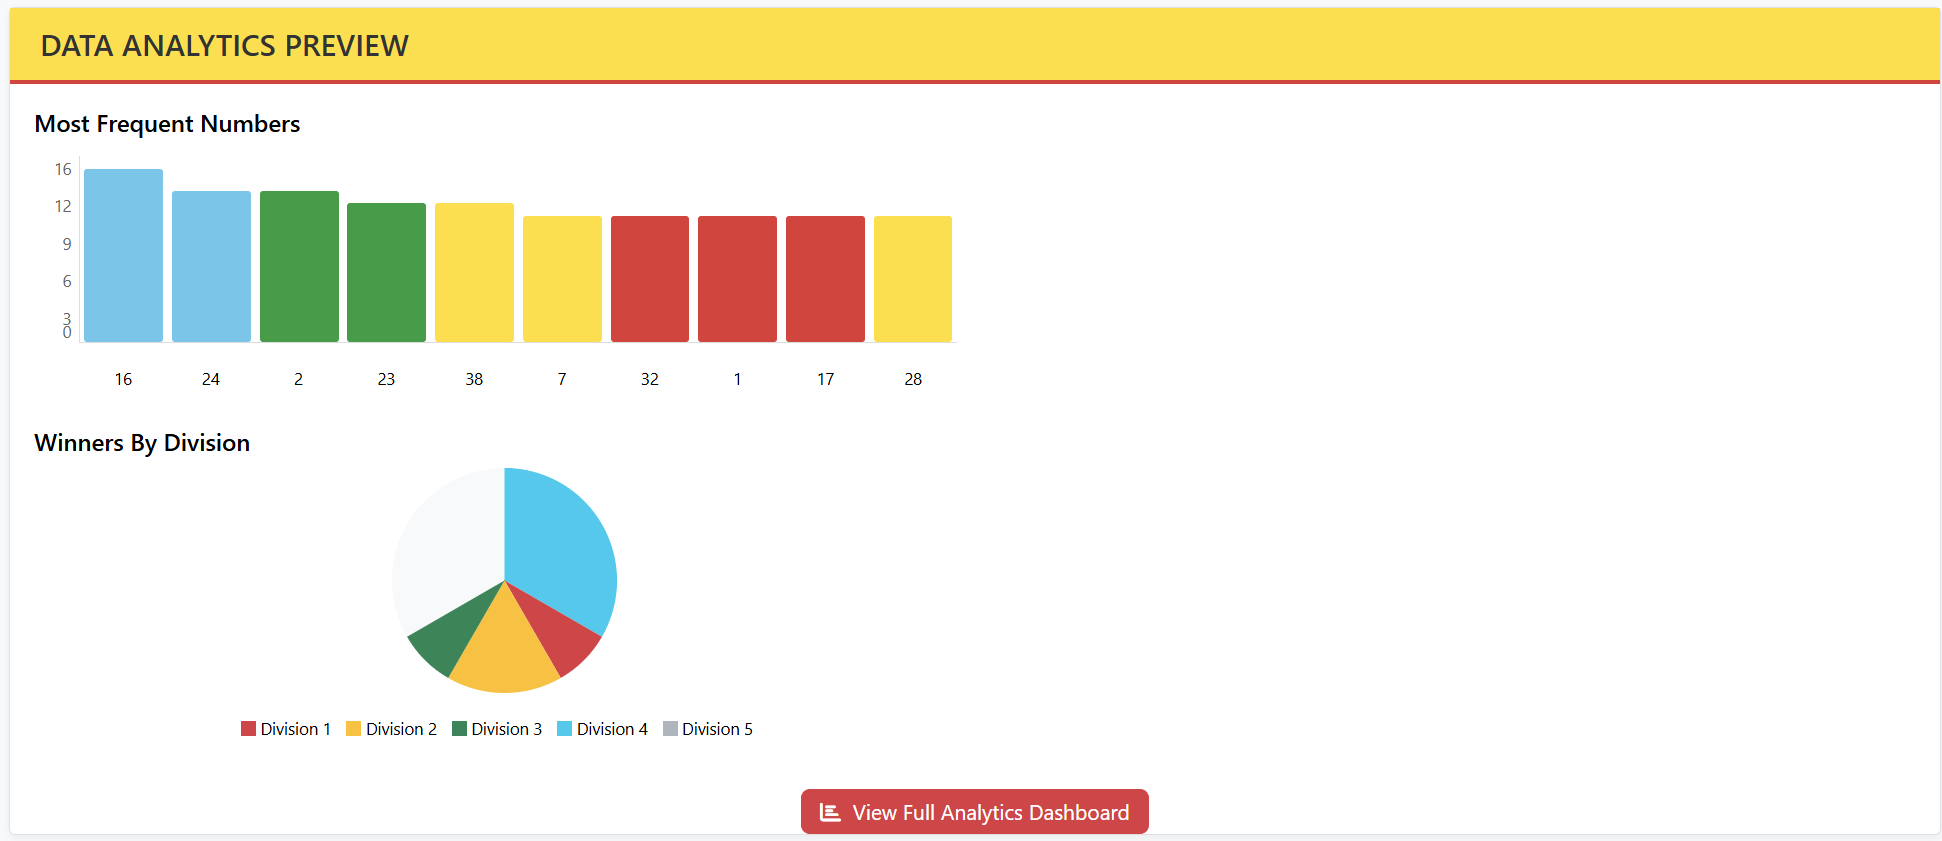 DATA ANALYTICS PREVIEW
Most Frequent Numbers
16
12
9
6
3
0
16 24 2 23 38 7 32 1 17 28
Winners By Division
Division 1 Division 2 Division 3 Division 4 Division 5
View Full Analytics Dashboard